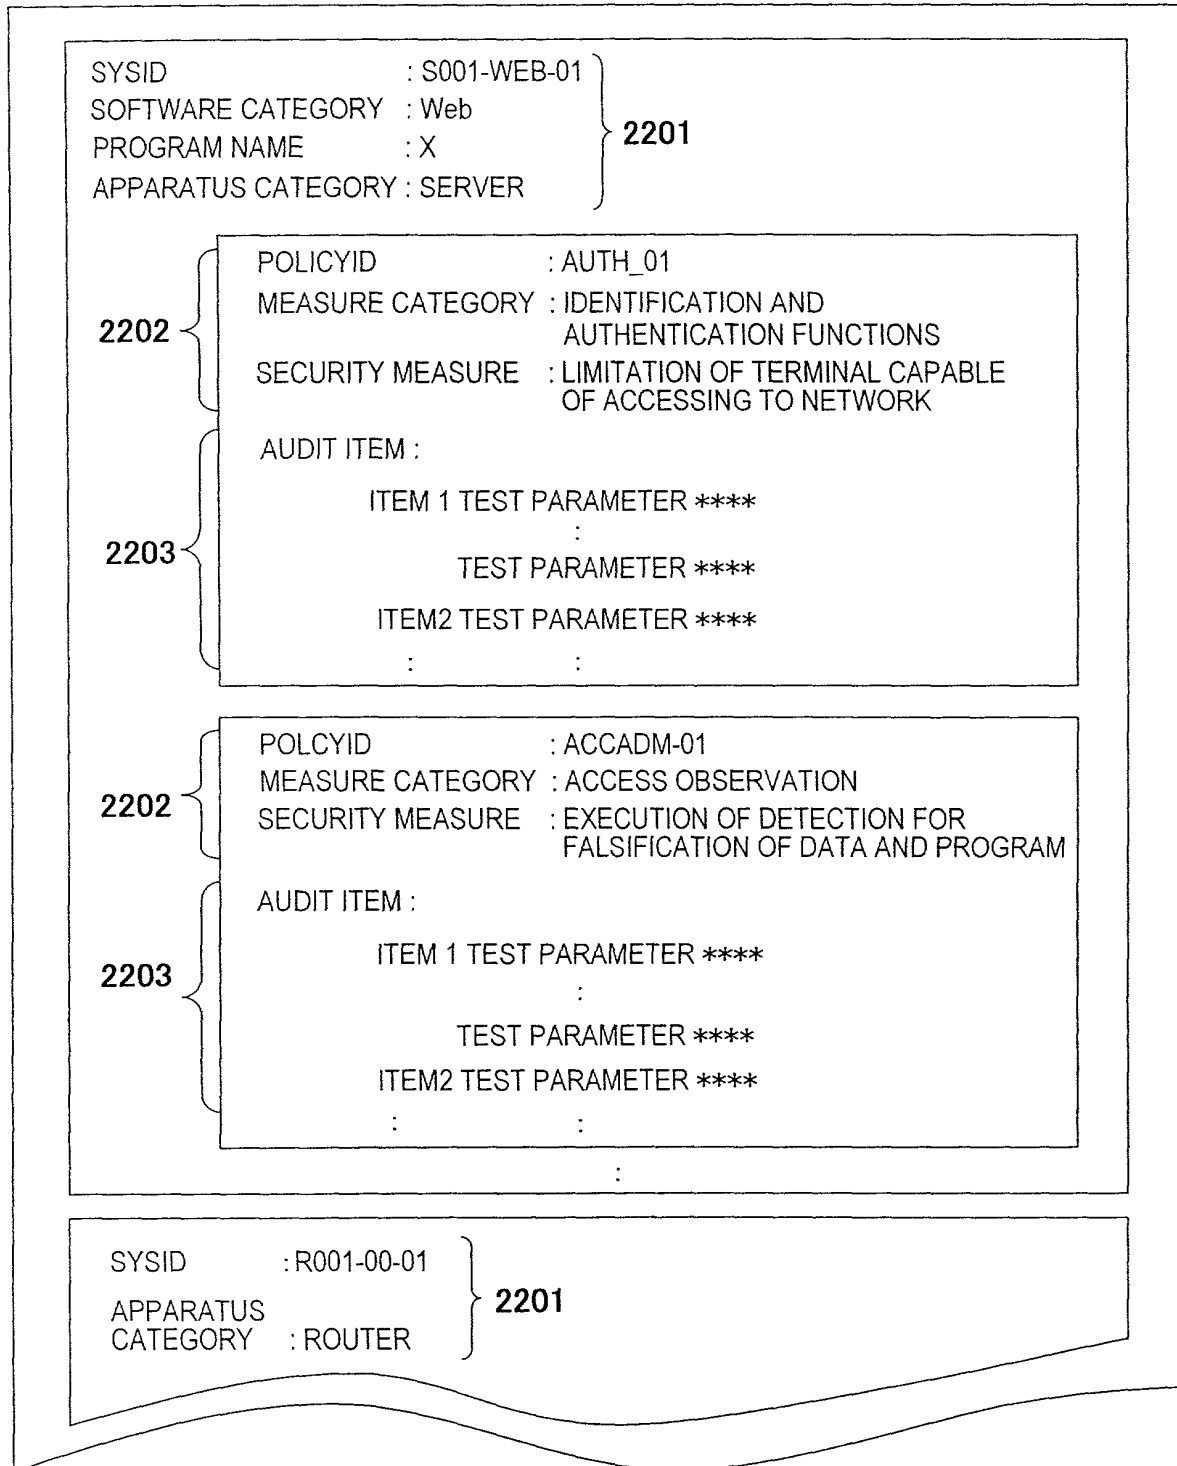 SYSID : S001-WEB-01
SOFTWARE CATEGORY : Web
PROGRAM NAME : X
APPARATUS CATEGORY : SERVER
2201
POLICYID : AUTH_01
MEASURE CATEGORY : IDENTIFICATION AND
AUTHENTICATION FUNCTIONS
2202
SECURITY MEASURE : LIMITATION OF TERMINAL CAPABLE
OF ACCESSING TO NETWORK
AUDIT ITEM :
ITEM 1 TEST PARAMETER ****
:
2203
TEST PARAMETER ****
ITEM2 TEST PARAMETER ****
: :
POLCYID : ACCADM-01
MEASURE CATEGORY : ACCESS OBSERVATION
2202
SECURITY MEASURE : EXECUTION OF DETECTION FOR
FALSIFICATION OF DATA AND PROGRAM
AUDIT ITEM :
ITEM 1 TEST PARAMETER ****
2203
:
TEST PARAMETER ****
ITEM2 TEST PARAMETER ****
: :
:
SYSID : R001-00-01
2201
APPARATUS
CATEGORY : ROUTER